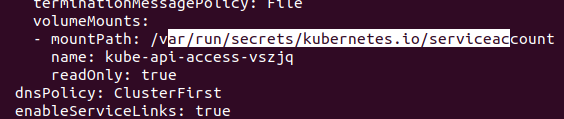 terminationMessagePolicy: File
volumeMounts:
- mountPath: /var/run/secrets/kubernetes.io/serviceaccount
name: kube-api-access-vszjq
readOnly: true
dnsPolicy: ClusterFirst
enableServiceLinks: true